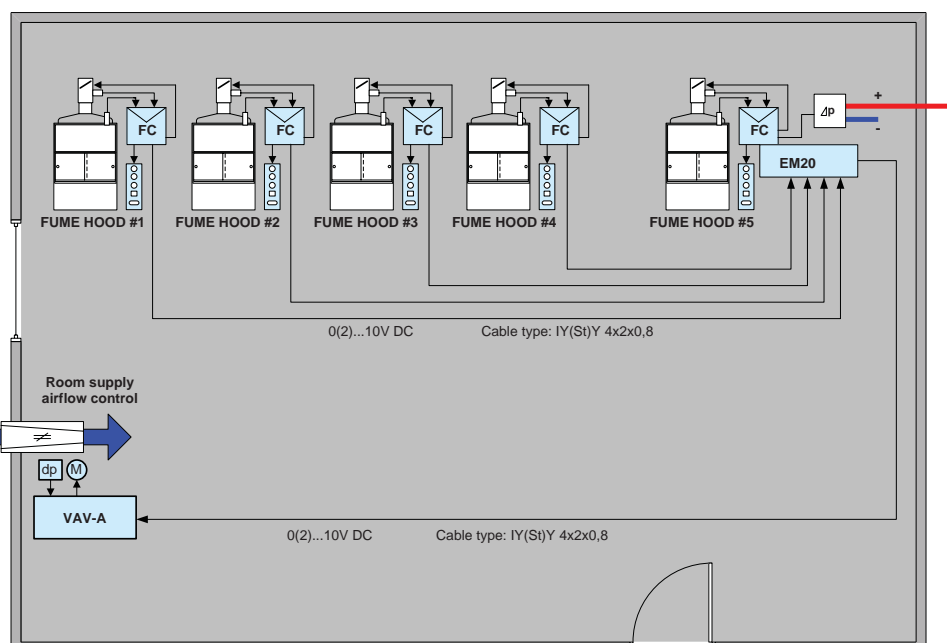 +
Δp
-
FC
FC
FC
FC
FC
EM20
FUME HOOD #1
FUME HOOD #2
FUME HOOD #3
FUME HOOD #4
FUME HOOD #5
0(2)...10V DC
Cable type: IY(St)Y 4x2x0,8
Room supply
airflow control
dp
M
VAV-A
0(2)...10V DC
Cable type: IY(St)Y 4x2x0,8